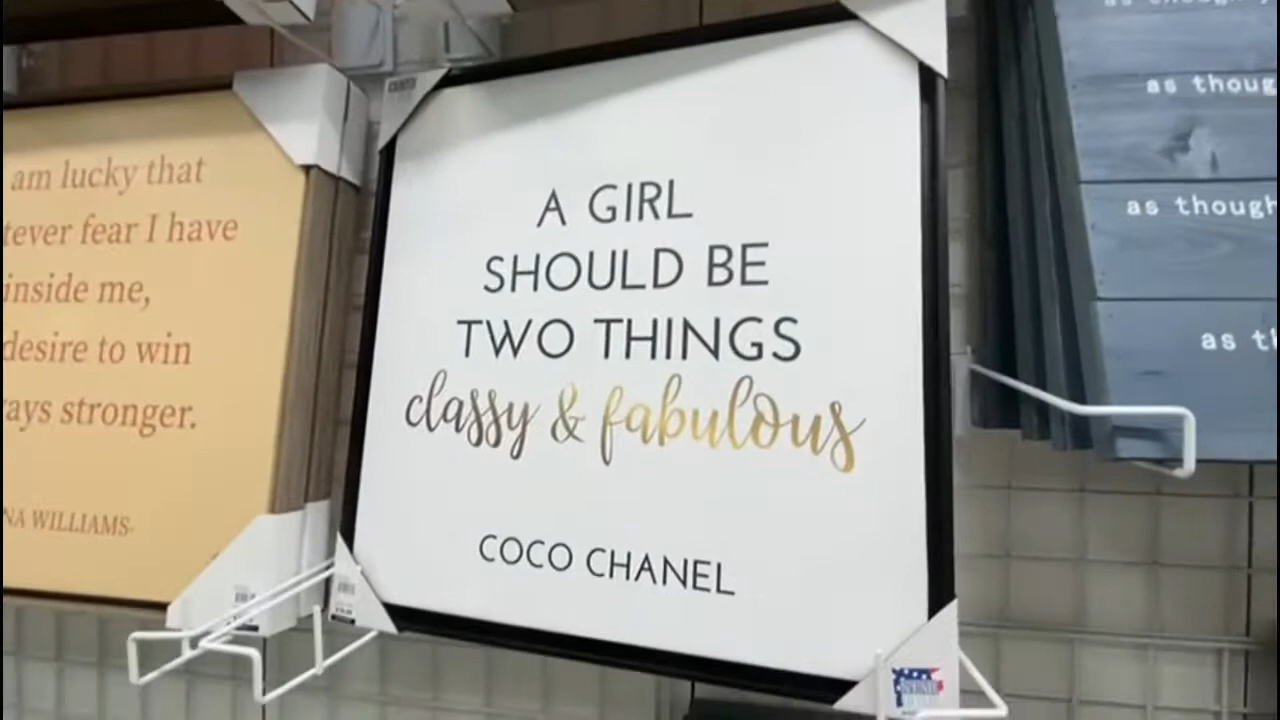 am lucky that
tever fear I have
inside me,
desire to win
ays stronger.
NA WILLIAMS-
A GIRL
SHOULD BE
TWO THINGS
classy & fabulous
COCO CHANEL
as thoug
as though
as t